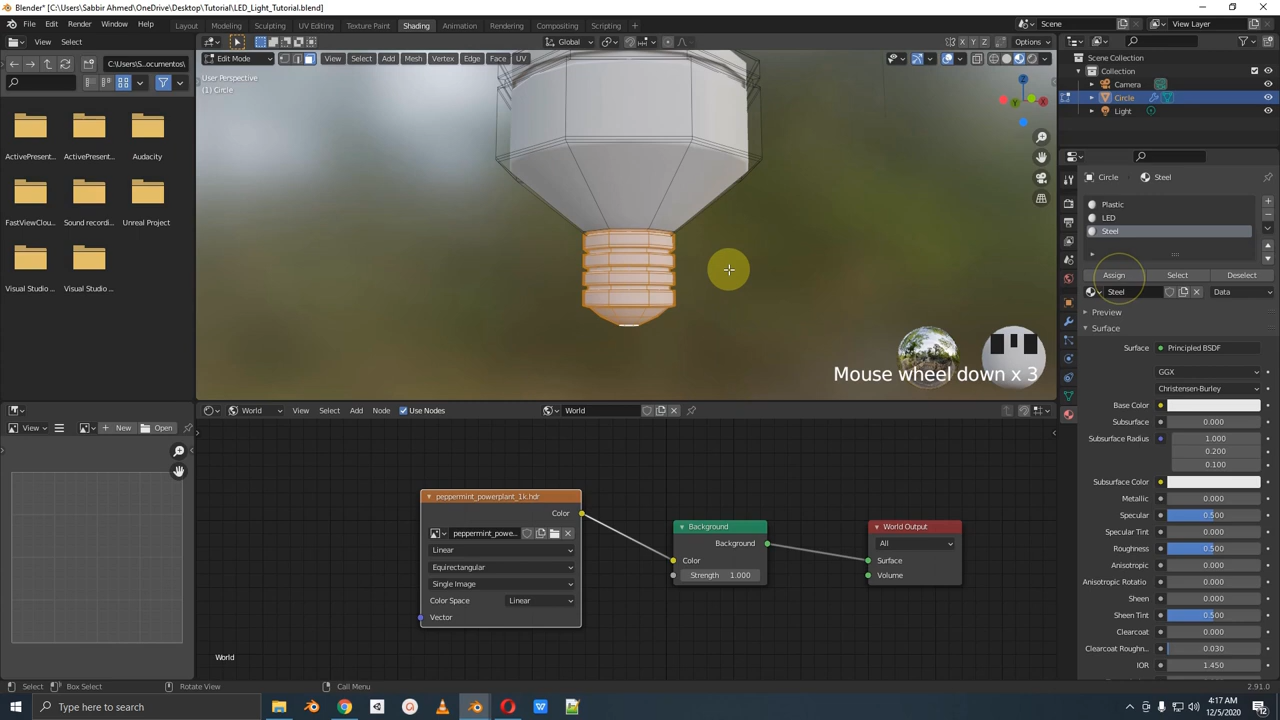 Blender* [C:\Users\Sabbir Ahmed\OneDrive\Desktop\Tutorial\LED_Light_Tutorial.blend]
File Edit Render Window Help Layout Modeling Sculpting UV Editing Texture Paint Shading Animation Rendering Compositing Scripting + Scene View Layer
View Select Global Options
C:\Users\S..ocumentos\ Edit Mode View Select Add Mesh Vertex Edge Face UV
User Perspective
(1) Circle
Scene Collection
Collection
Camera
Circle
Light
ActivePresent... ActivePresent... Audacity
FastViewClou... Sound recordi... Unreal Project
Visual Studio ... Visual Studio ...
Z
Y X
Circle Steel
Plastic
LED
Steel
Assign Select Deselect
Steel Data
Preview
Surface
Surface Principled BSDF
GGX
Christensen-Burley
Base Color
Subsurface 0.000
Subsurface Radius 1.000
0.200
0.100
Subsurface Color
Metallic 0.000
Specular 0.500
Specular Tint 0.000
Roughness 0.500
Anisotropic 0.000
Anisotropic Rotatio 0.000
Sheen 0.000
Sheen Tint 0.500
Clearcoat 0.000
Clearcoat Roughn... 0.030
IOR 1.450
Mouse wheel down x 3
World View Select Add Node Use Nodes World
View New Open
peppermint_powerplant_1k.hdr
Color
peppermint_powe...
Linear
Equirectangular
Single Image
Color Space Linear
Vector
Background
Background
Color
Strength 1.000
World Output
All
Surface
Volume
World
Select Box Select Rotate View Call Menu 2.91.0
Type here to search
4:17 AM
12/5/2020
12